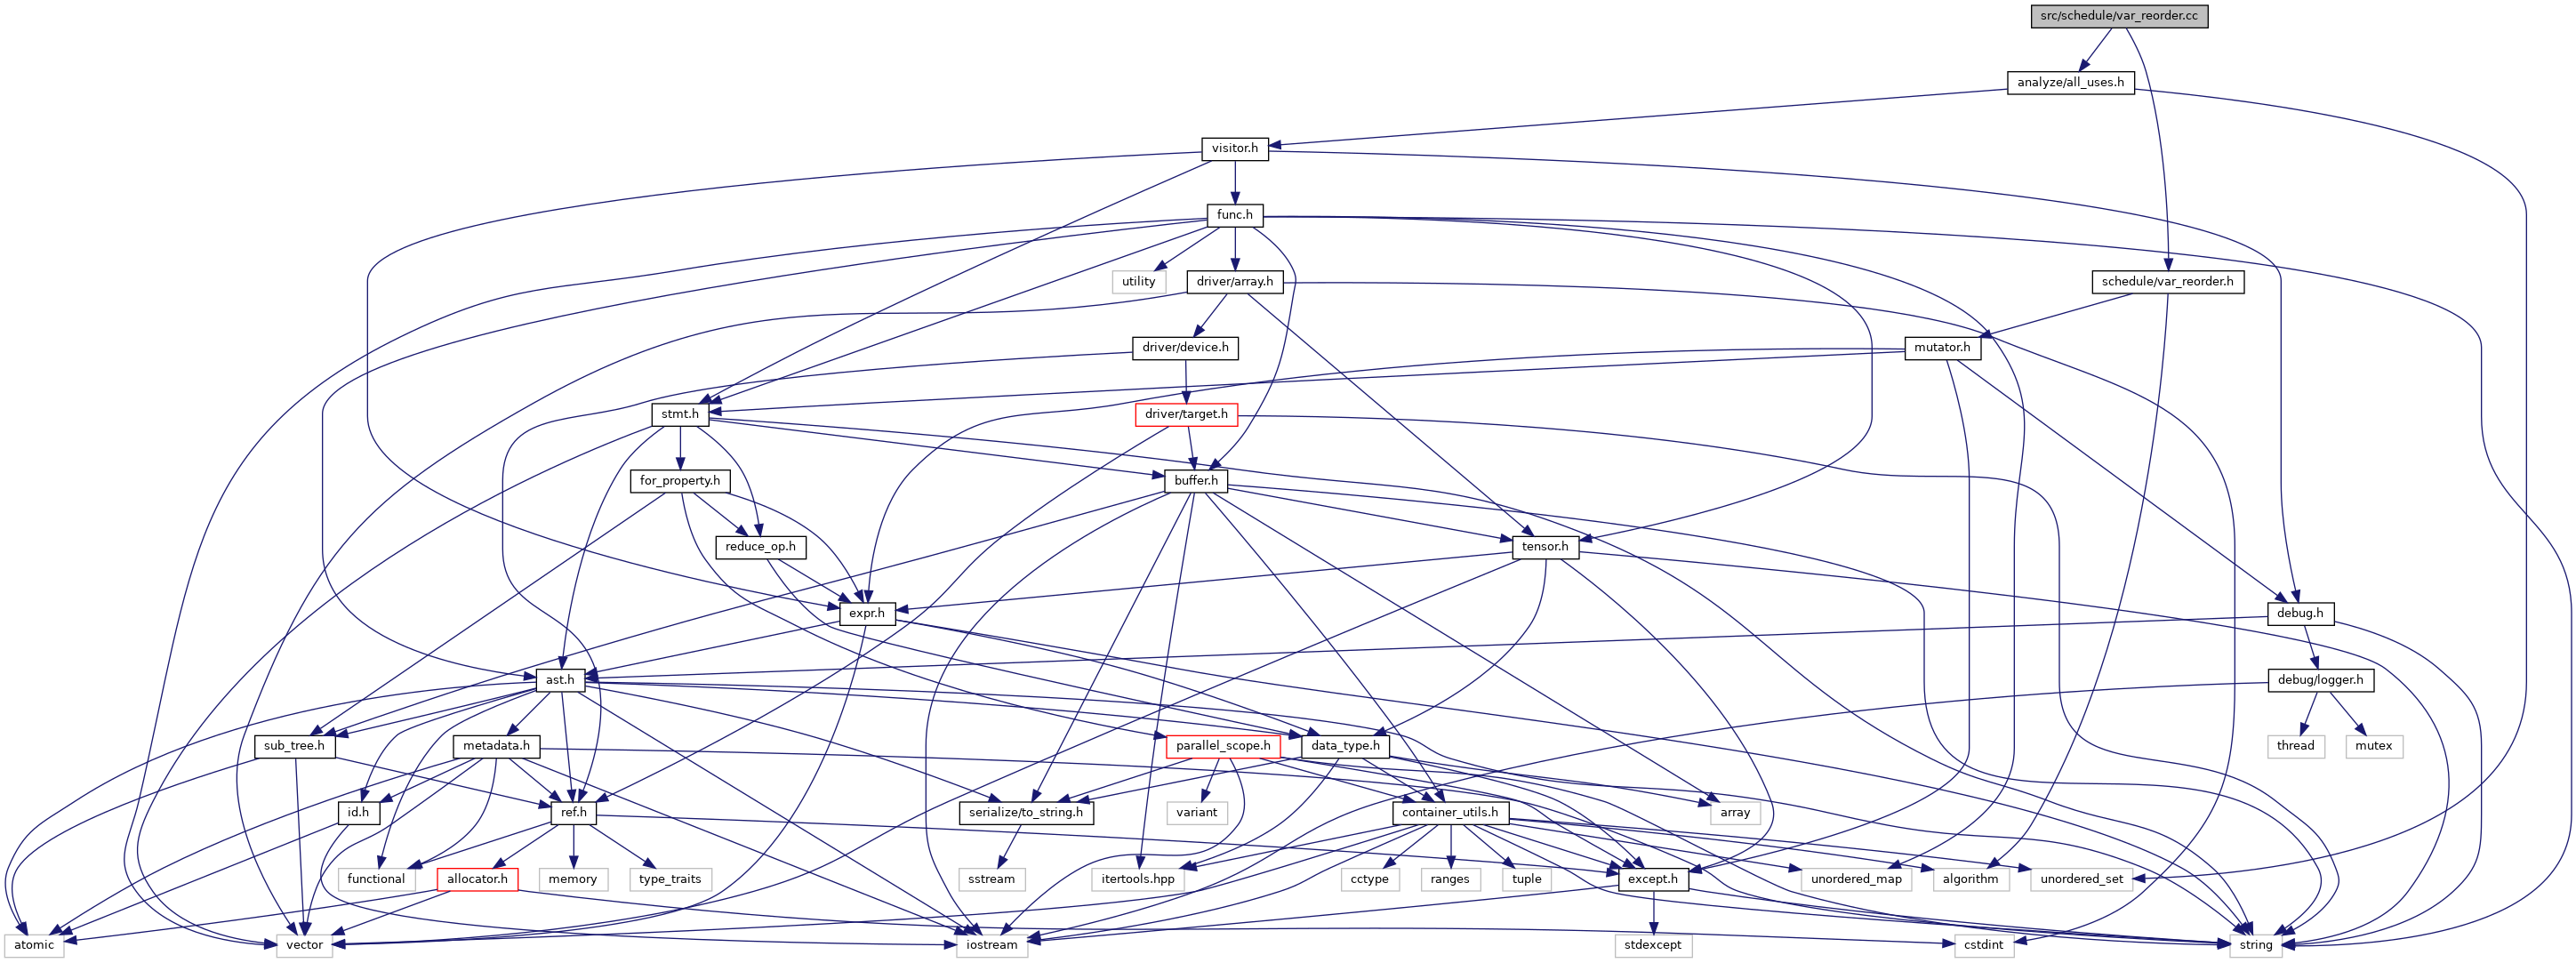 src/schedule/var_reorder.cc
analyze/all_uses.h
visitor.h
func.h
utility
driver/array.h
schedule/var_reorder.h
driver/device.h
mutator.h
stmt.h
driver/target.h
for_property.h
buffer.h
reduce_op.h
tensor.h
expr.h
debug.h
ast.h
debug/logger.h
sub_tree.h
metadata.h
parallel_scope.h
data_type.h
thread
mutex
id.h
ref.h
serialize/to_string.h
variant
container_utils.h
array
functional
allocator.h
memory
type_traits
sstream
itertools.hpp
cctype
ranges
tuple
except.h
unordered_map
algorithm
unordered_set
atomic
vector
iostream
stdexcept
cstdint
string